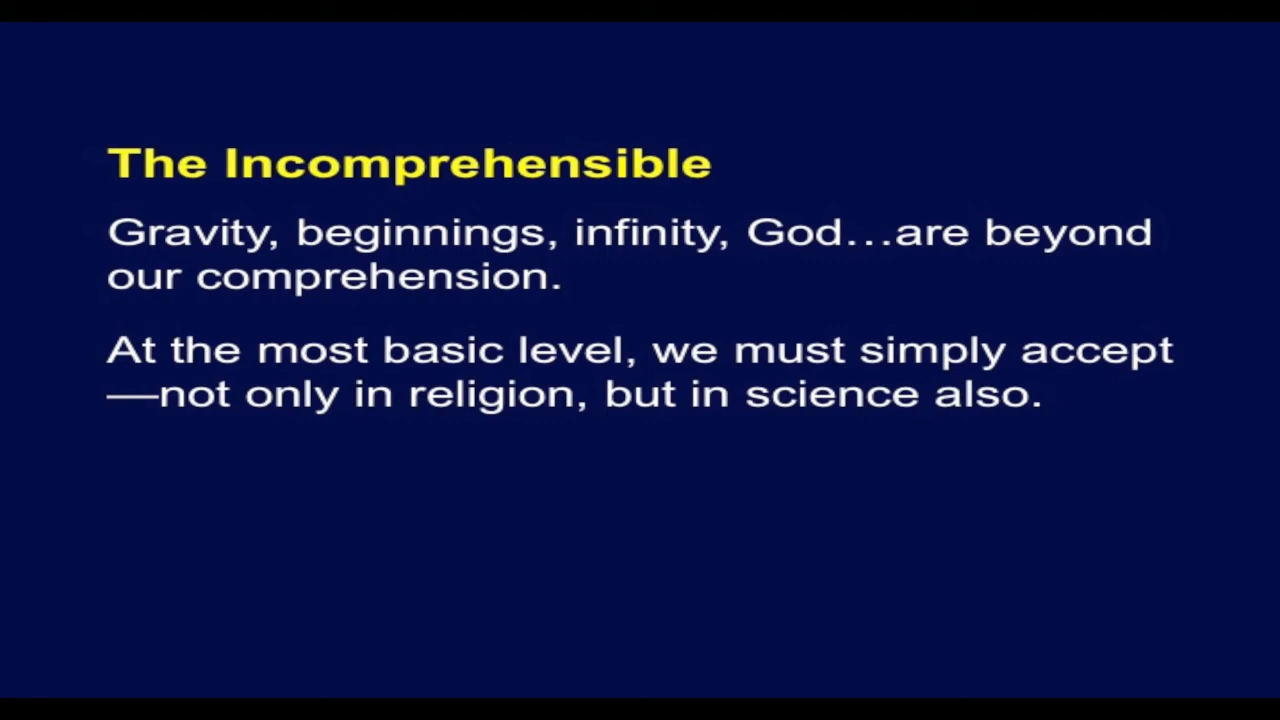 The Incomprehensible
Gravity, beginnings, infinity, God…are beyond
our comprehension.
At the most basic level, we must simply accept
—not only in religion, but in science also.